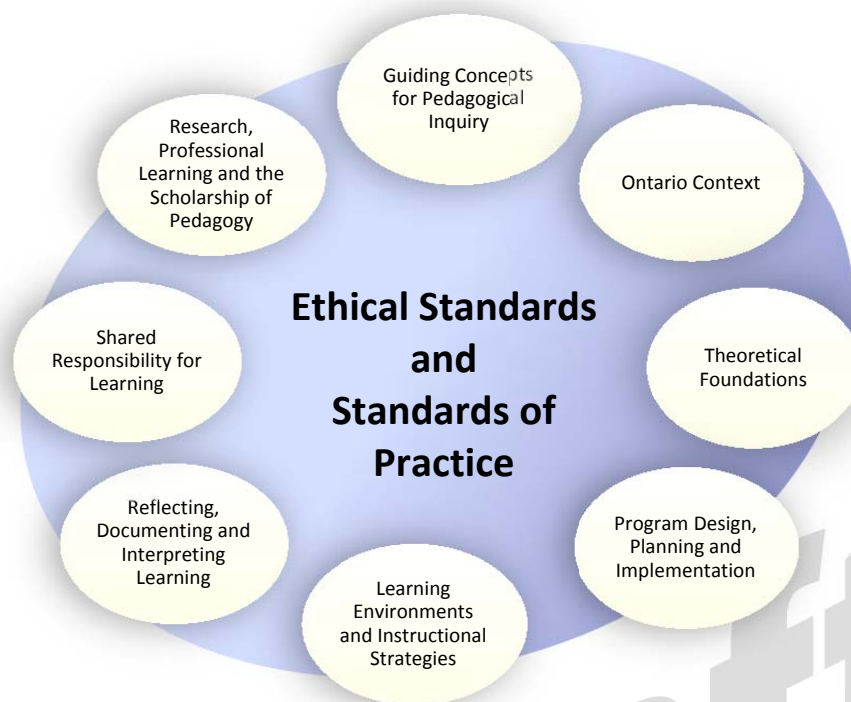 Guiding Concepts
for Pedagogical
Inquiry
Ontario Context
Theoretical
Foundations
Program Design,
Planning and
Implementation
Learning
Environments
and Instructional
Strategies
Reflecting,
Documenting and
Interpreting
Learning
Shared
Responsibility for
Learning
Research,
Professional
Learning and the
Scholarship of
Pedagogy
Ethical Standards
and
Standards of
Practice